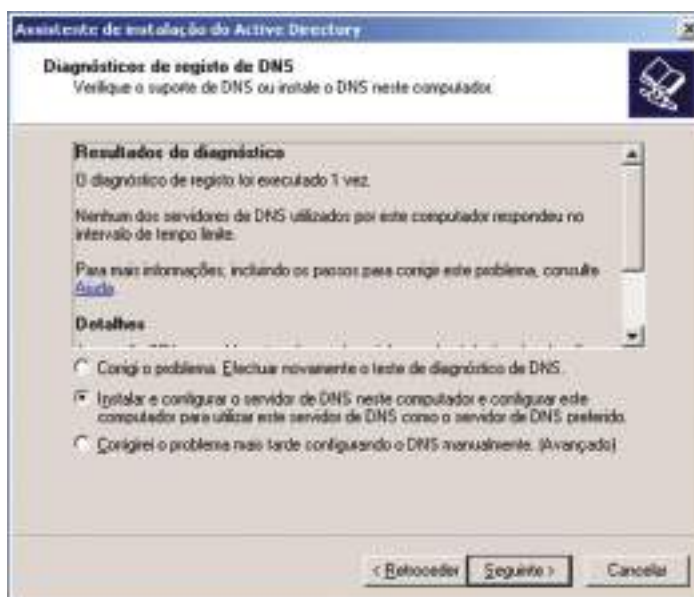 Assistente de instalação do Active Directory
Diagnósticos de registo de DNS
Verifique o suporte de DNS ou instale o DNS neste computador.
Resultados do diagnóstico
O diagnóstico de registo foi executado 1 vez.
Nenhum dos servidores de DNS utilizados por este computador respondeu no
intervalo de tempo limite.
Para mais informações, incluindo os passos para corrigir este problema, consulte
Ajuda.
Detalhes
Corrigi o problema. Efectuar novamente o teste de diagnóstico de DNS.
Instalar e configurar o servidor de DNS neste computador e configurar este
computador para utilizar este servidor de DNS como o servidor de DNS preferido.
Corrigirei o problema mais tarde configurando o DNS manualmente. (Avançado)
< Retroceder
Seguinte >
Cancelar